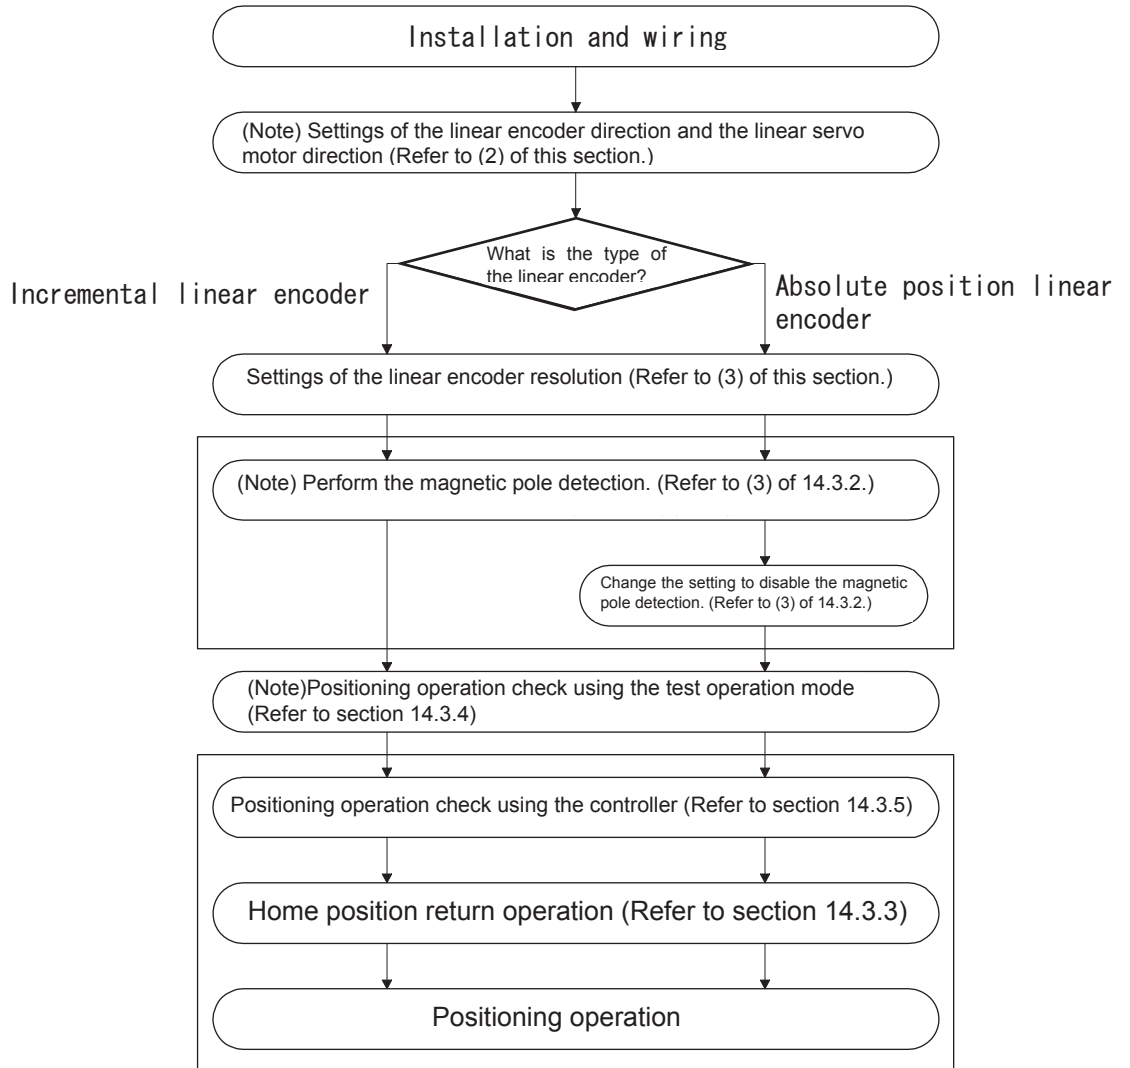 Installation and wiring
(Note) Settings of the linear encoder direction and the linear servo
motor direction (Refer to (2) of this section.)
What is the type of
the linear encoder?
Incremental linear encoder
Absolute position linear
encoder
Settings of the linear encoder resolution (Refer to (3) of this section.)
(Note) Perform the magnetic pole detection. (Refer to (3) of 14.3.2.)
Change the setting to disable the magnetic
pole detection. (Refer to (3) of 14.3.2.)
(Note)Positioning operation check using the test operation mode
(Refer to section 14.3.4)
Positioning operation check using the controller (Refer to section 14.3.5)
Home position return operation (Refer to section 14.3.3)
Positioning operation